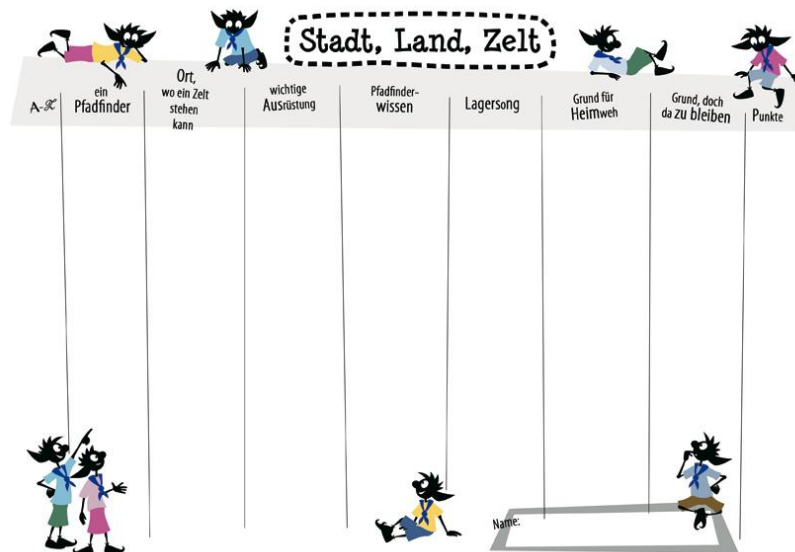 Stadt, Land, Zelt
A-Z
ein
Pfadfinder
Ort,
wo ein Zelt
stehen
kann
wichtige
Ausrüstung
Pfadfinder-
wissen
Lagersong
Grund für
Heimweh
Grund, doch
da zu bleiben
Punkte
Name: